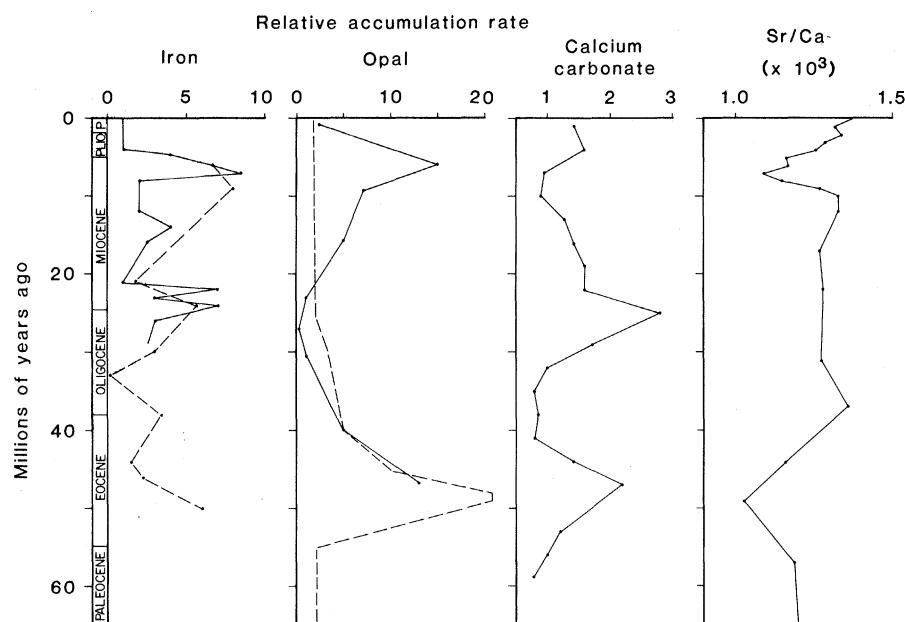 Relative accumulation rate
Iron
Opal
Calcium
carbonate
Sr/Ca
(x 10³)
0 5 10
0 10 20
1 2 3
1.0 1.5
0
20
40
60
Millions of years ago
P
PLIO
MIOCENE
OLIGOCENE
EOCENE
PALEOCENE